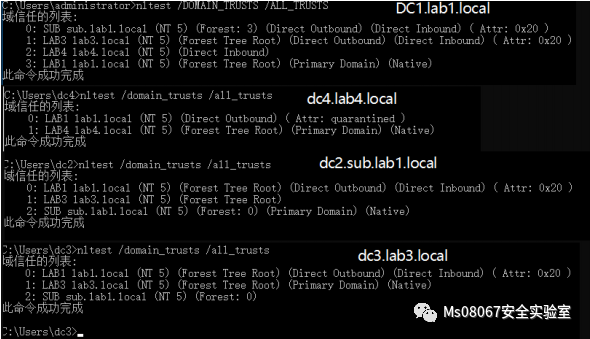 C:\Users\administrator>nltest /DOMAIN_TRUSTS /ALL_TRUSTS
DC1.lab1.local
域信任的列表:
0: SUB sub.lab1.local (NT 5) (Forest: 3) (Direct Outbound) (Direct Inbound) ( Attr: 0x20 )
1: LAB3 lab3.local (NT 5) (Forest Tree Root) (Direct Outbound) (Direct Inbound) ( Attr: 0x20 )
2: LAB4 lab4.local (NT 5) (Direct Inbound)
3: LAB1 lab1.local (NT 5) (Forest Tree Root) (Primary Domain) (Native)
此命令成功完成
C:\Users\dc4>nltest /domain_trusts /all_trusts
dc4.lab4.local
域信任的列表:
0: LAB1 lab1.local (NT 5) (Direct Outbound) ( Attr: quarantined )
1: LAB4 lab4.local (NT 5) (Forest Tree Root) (Primary Domain) (Native)
此命令成功完成
C:\Users\dc2>nltest /domain_trusts /all_trusts
dc2.sub.lab1.local
域信任的列表:
0: LAB1 lab1.local (NT 5) (Forest Tree Root) (Direct Outbound) (Direct Inbound) ( Attr: 0x20 )
1: LAB3 lab3.local (NT 5) (Forest Tree Root)
2: SUB sub.lab1.local (NT 5) (Forest: 0) (Primary Domain) (Native)
此命令成功完成
C:\Users\dc3>nltest /domain_trusts /all_trusts
dc3.lab3.local
域信任的列表:
0: LAB1 lab1.local (NT 5) (Forest Tree Root) (Direct Outbound) (Direct Inbound) ( Attr: 0x20 )
1: LAB3 lab3.local (NT 5) (Forest Tree Root) (Primary Domain) (Native)
2: SUB sub.lab1.local (NT 5) (Forest: 0)
此命令成功完成
Ms08067安全实验室
C:\Users\dc3>